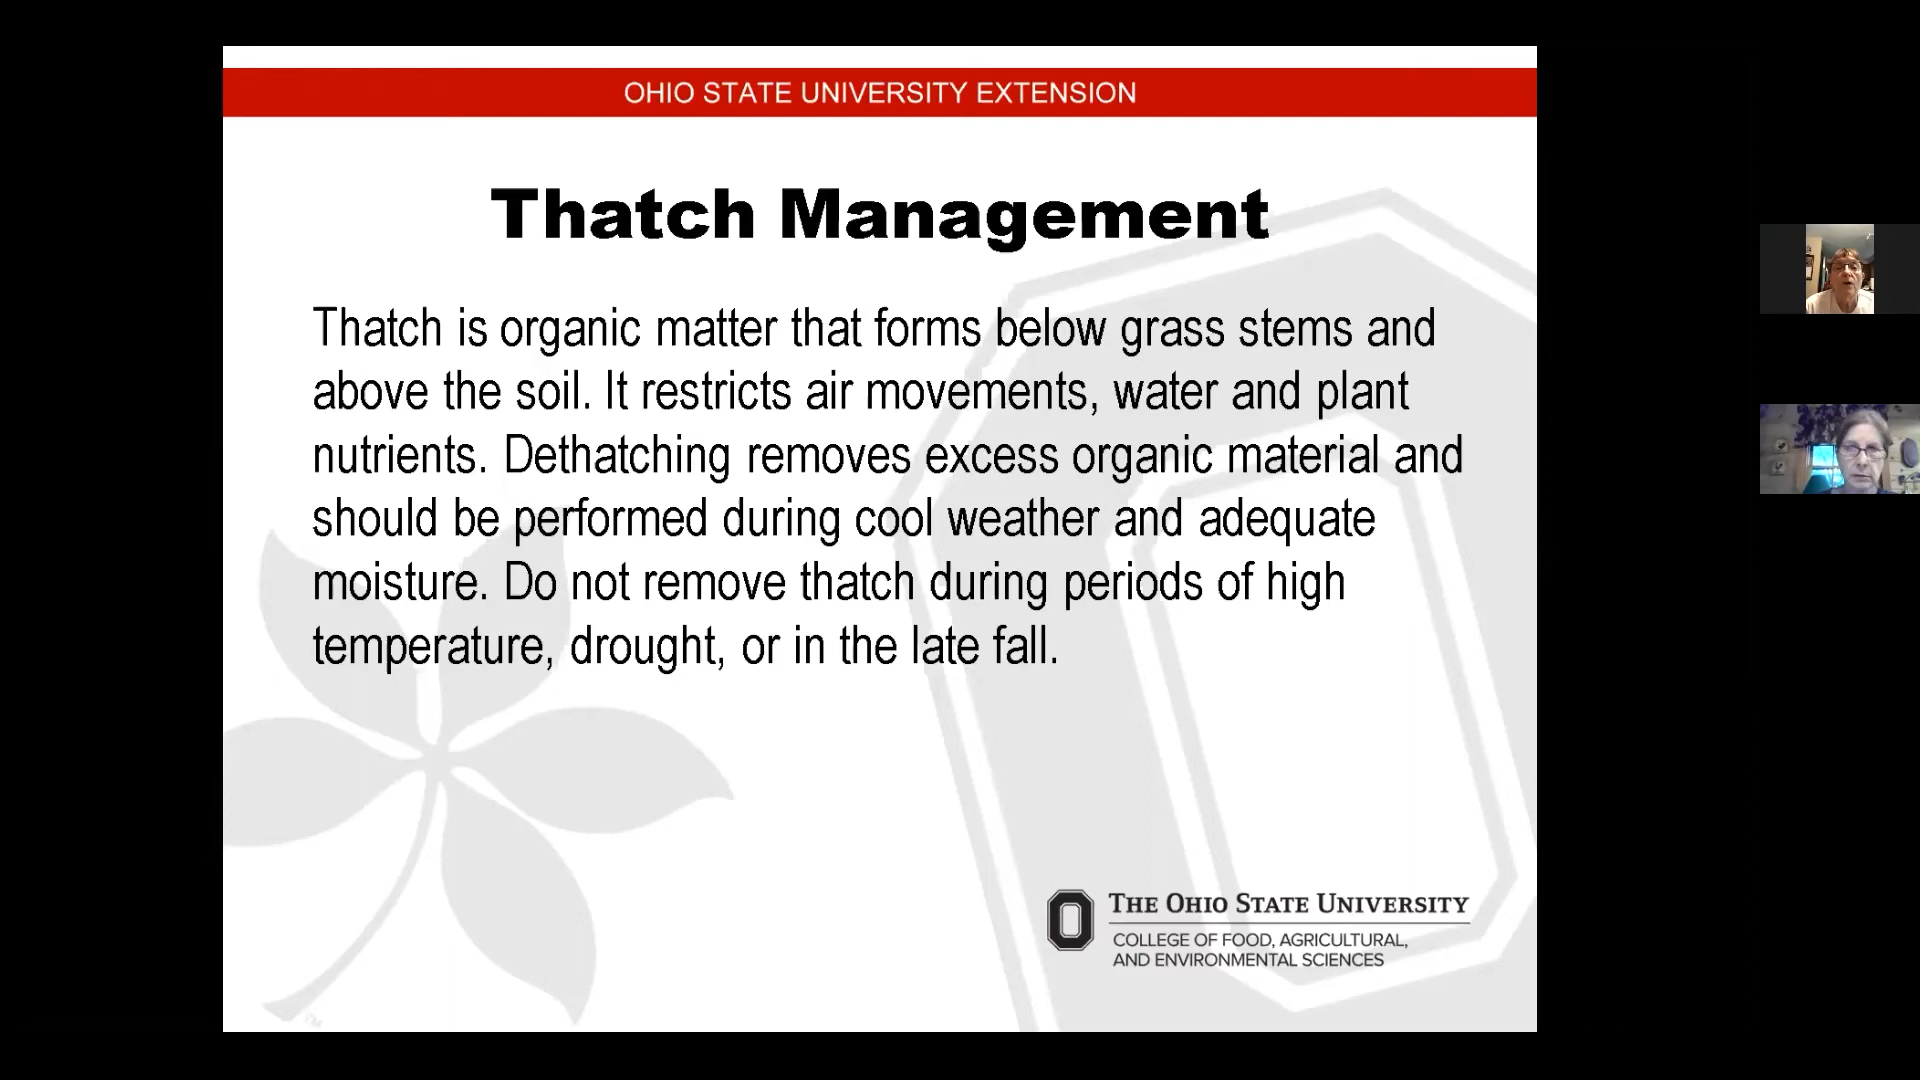 OHIO STATE UNIVERSITY EXTENSION
Thatch Management
Thatch is organic matter that forms below grass stems and
above the soil. It restricts air movements, water and plant
nutrients. Dethatching removes excess organic material and
should be performed during cool weather and adequate
moisture. Do not remove thatch during periods of high
temperature, drought, or in the late fall.
THE OHIO STATE UNIVERSITY
COLLEGE OF FOOD, AGRICULTURAL,
AND ENVIRONMENTAL SCIENCES
TM